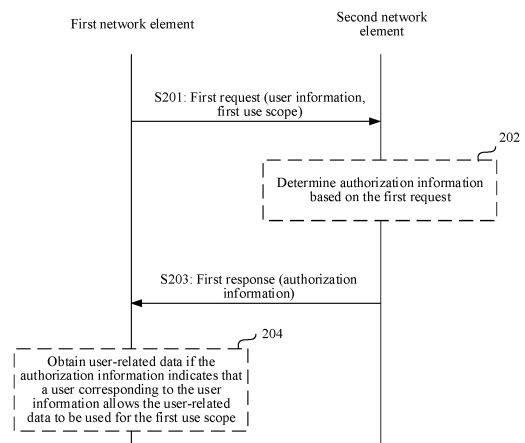 First network element
Second network
element
S201: First request (user information,
first use scope)
202
Determine authorization information
based on the first request
S203: First response (authorization
information)
204
Obtain user-related data if the
authorization information indicates that
a user corresponding to the user
information allows the user-related
data to be used for the first use scope